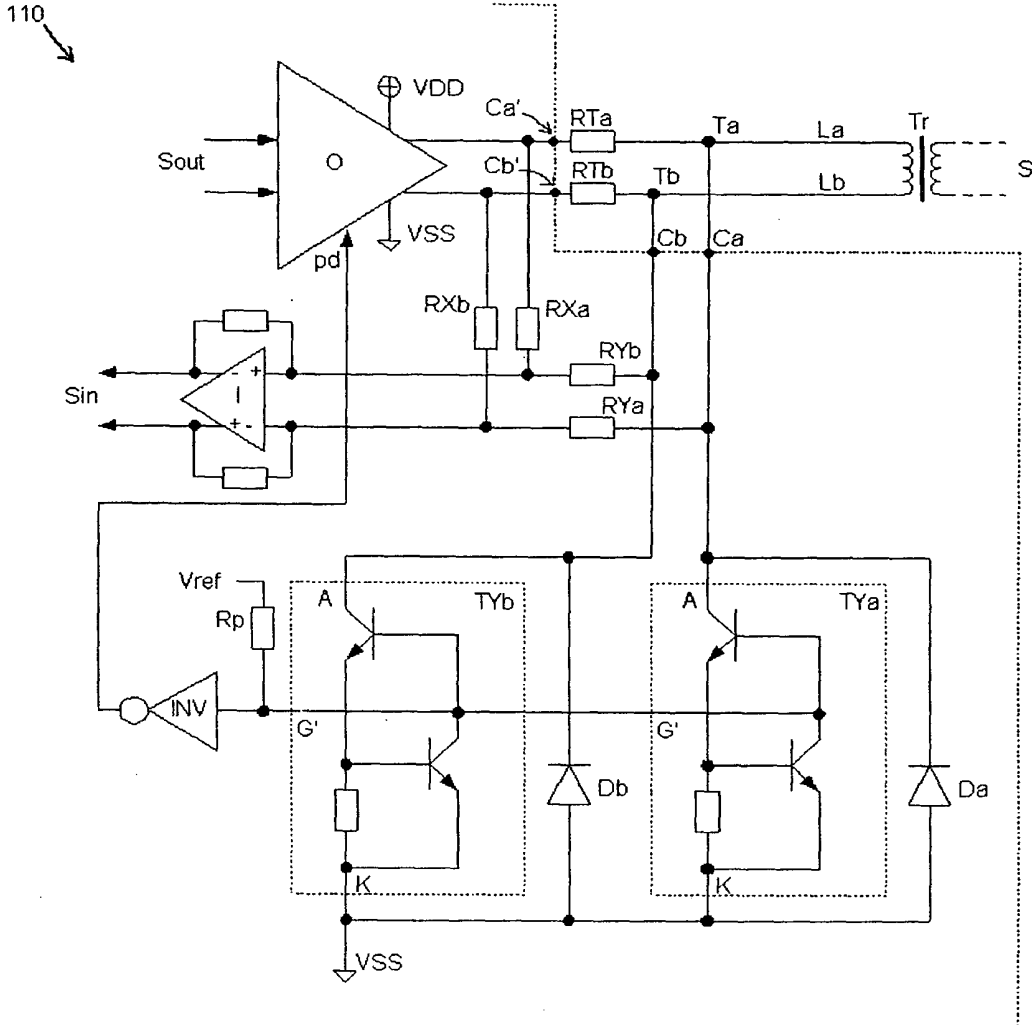 110
VDD
Ca'
RTa
Ta
La
Tr
Sout
O
Cb'
RTb
Tb
Lb
S
VSS
pd
Cb
Ca
RXb
RXa
RYb
- +
Sin
I
RYa
+ -
Vref
A
TYb
A
TYa
Rp
INV
G'
G'
Db
Da
K
K
VSS